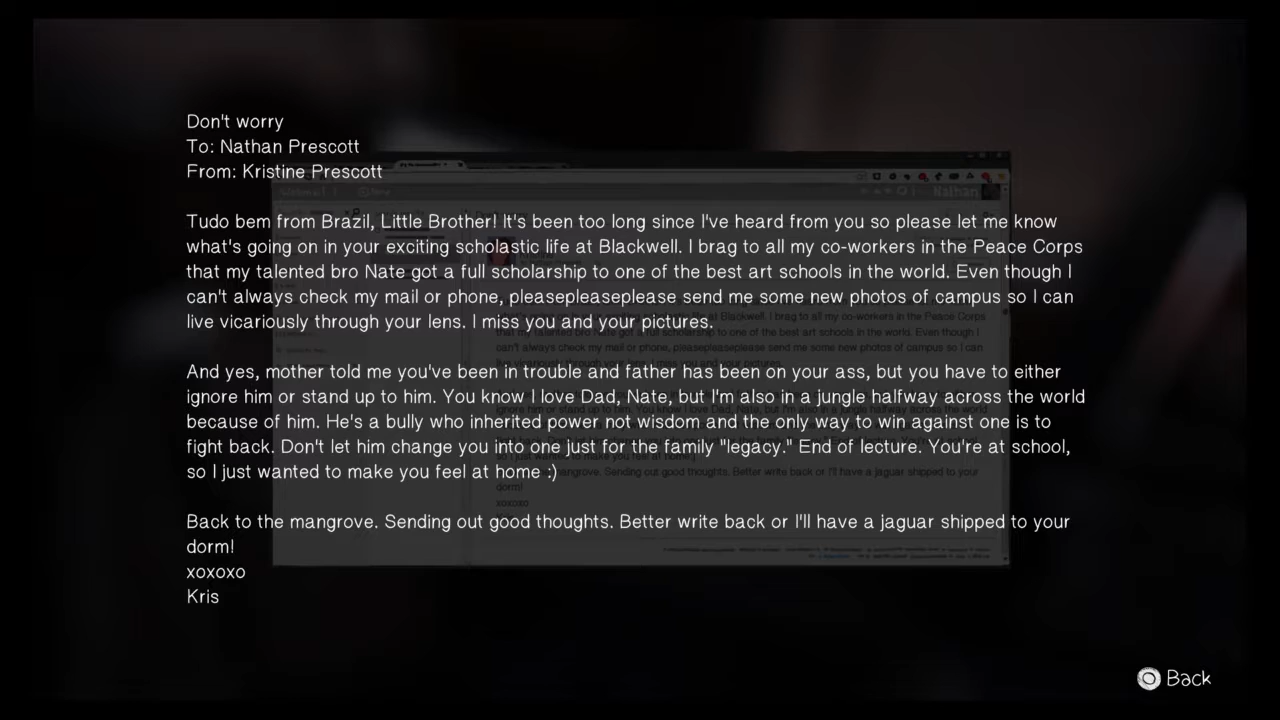 Don't worry
To: Nathan Prescott
From: Kristine Prescott
Tudo bem from Brazil, Little Brother! It's been too long since I've heard from you so please let me know
what's going on in your exciting scholastic life at Blackwell. I brag to all my co-workers in the Peace Corps
that my talented bro Nate got a full scholarship to one of the best art schools in the world. Even though I
can't always check my mail or phone, pleasepleaseplease send me some new photos of campus so I can
live vicariously through your lens. I miss you and your pictures.
And yes, mother told me you've been in trouble and father has been on your ass, but you have to either
ignore him or stand up to him. You know I love Dad, Nate, but I'm also in a jungle halfway across the world
because of him. He's a bully who inherited power not wisdom and the only way to win against one is to
fight back. Don't let him change you into one just for the family "legacy." End of lecture. You're at school,
so I just wanted to make you feel at home :)
Back to the mangrove. Sending out good thoughts. Better write back or I'll have a jaguar shipped to your
dorm!
xoxoxo
Kris
Nathan
Back